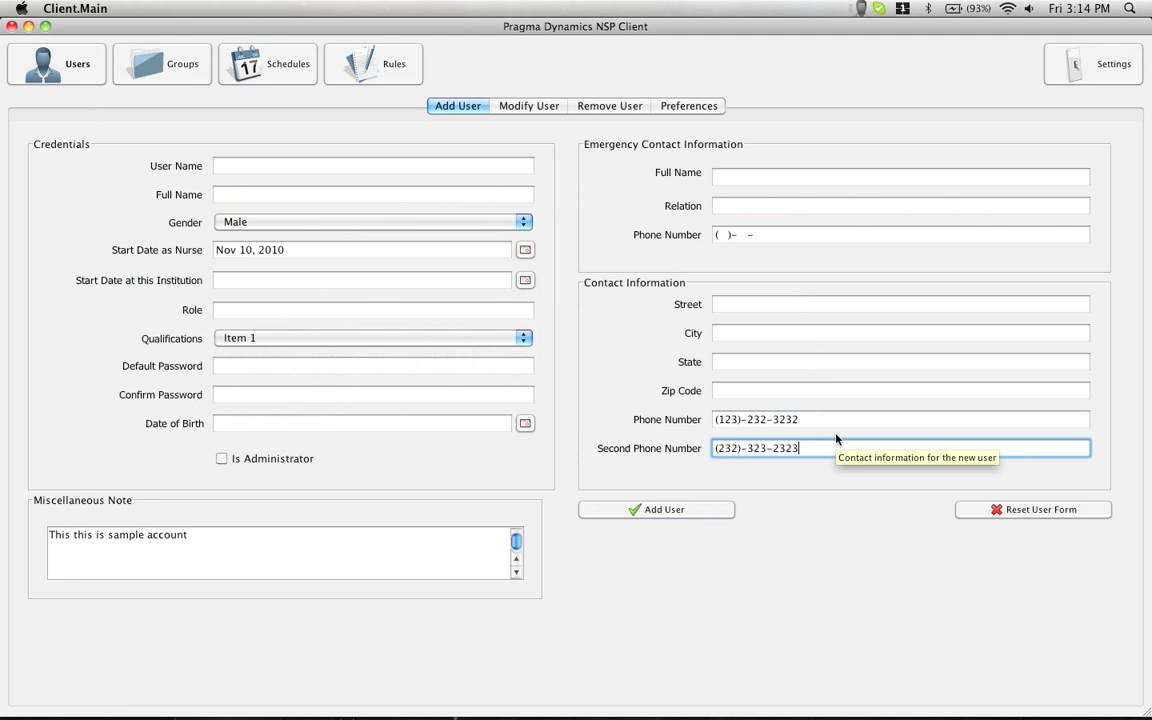 Client.Main
1
(93%)
Fri 3:14 PM
Pragma Dynamics NSP Client
Users
Groups
17
Schedules
Rules
Settings
Add User
Modify User
Remove User
Preferences
Credentials
User Name
Full Name
Gender
Male
Start Date as Nurse
Nov 10, 2010
Start Date at this Institution
Role
Qualifications
Item 1
Default Password
Confirm Password
Date of Birth
Is Administrator
Miscellaneous Note
This this is sample account
Emergency Contact Information
Full Name
Relation
Phone Number
(   )-   -
Contact Information
Street
City
State
Zip Code
Phone Number
(123)-232-3232
Second Phone Number
(232)-323-2323
Contact information for the new user
Add User
Reset User Form